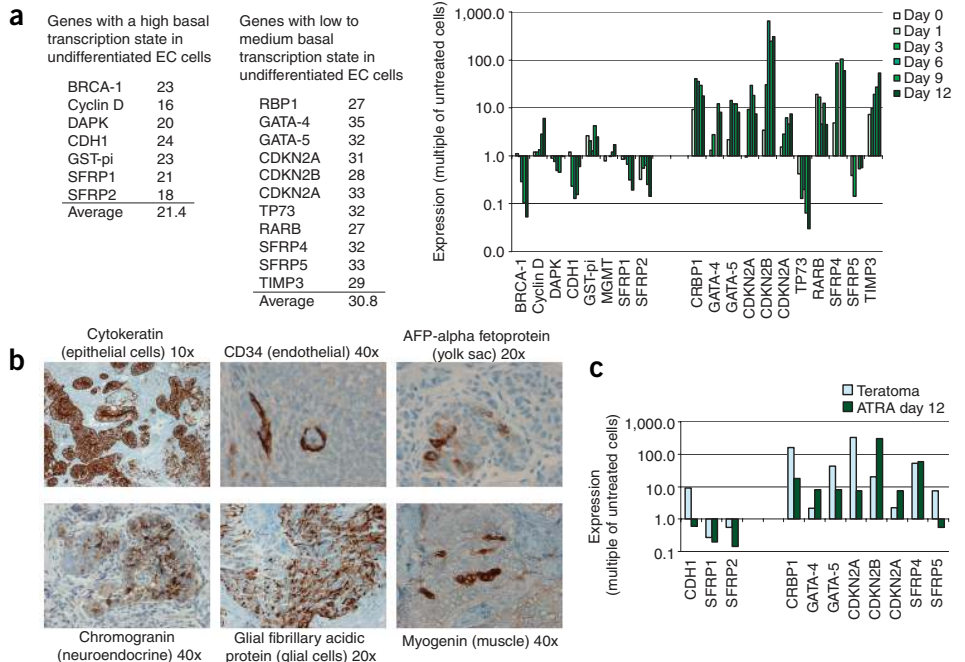 a
Genes with a high basal
transcription state in
undifferentiated EC cells
BRCA-1 23
Cyclin D 16
DAPK 20
CDH1 24
GST-pi 23
SFRP1 21
SFRP2 18
Average 21.4
Genes with low to
medium basal
transcription state in
undifferentiated EC cells
RBP1 27
GATA-4 35
GATA-5 32
CDKN2A 31
CDKN2B 28
CDKN2A 33
TP73 32
RARB 27
SFRP4 32
SFRP5 33
TIMP3 29
Average 30.8
Expression (multiple of untreated cells)
1,000.0
100.0
10.0
1.0
0.1
0.0
Day 0
Day 1
Day 3
Day 6
Day 9
Day 12
BRCA-1
Cyclin D
DAPK
CDH1
GST-pi
MGMT
SFRP1
SFRP2
CRBP1
GATA-4
GATA-5
CDKN2A
CDKN2B
CDKN2A
TP73
RARB
SFRP4
SFRP5
TIMP3
b
Cytokeratin
(epithelial cells) 10x
CD34 (endothelial) 40x
AFP-alpha fetoprotein
(yolk sac) 20x
Chromogranin
(neuroendocrine) 40x
Glial fibrillary acidic
protein (glial cells) 20x
Myogenin (muscle) 40x
c
Teratoma
ATRA day 12
Expression
(multiple of untreated cells)
1,000.0
100.0
10.0
1.0
0.1
CDH1
SFRP1
SFRP2
CRBP1
GATA-4
GATA-5
CDKN2A
CDKN2B
CDKN2A
SFRP4
SFRP5